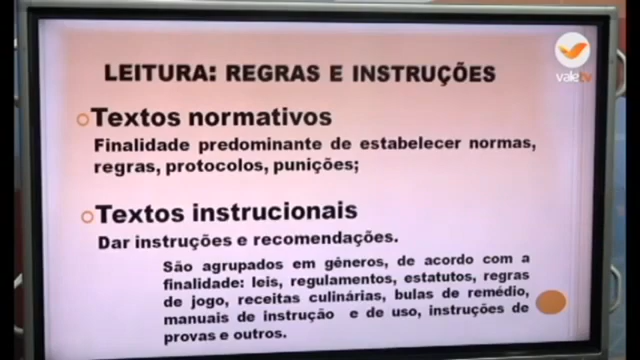 valetv
LEITURA: REGRAS E INSTRUÇÕES
Textos normativos
Finalidade predominante de estabelecer normas,
regras, protocolos, punições;
Textos instrucionais
Dar instruções e recomendações.
São agrupados em gêneros, de acordo com a
finalidade: leis, regulamentos, estatutos, regras
de jogo, receitas culinárias, bulas de remédio,
manuais de instrução e de uso, instruções de
provas e outros.